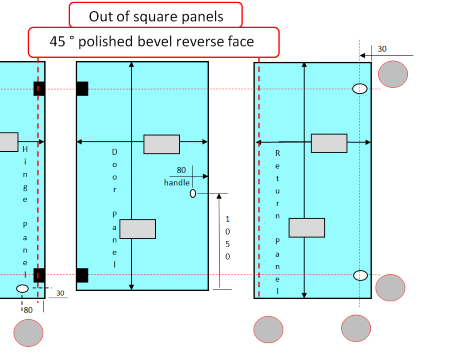 Out of square panels
45 ° polished bevel reverse face
30
Hinge Panel
Door Panel
80
handle
1050
Return Panel
30
80